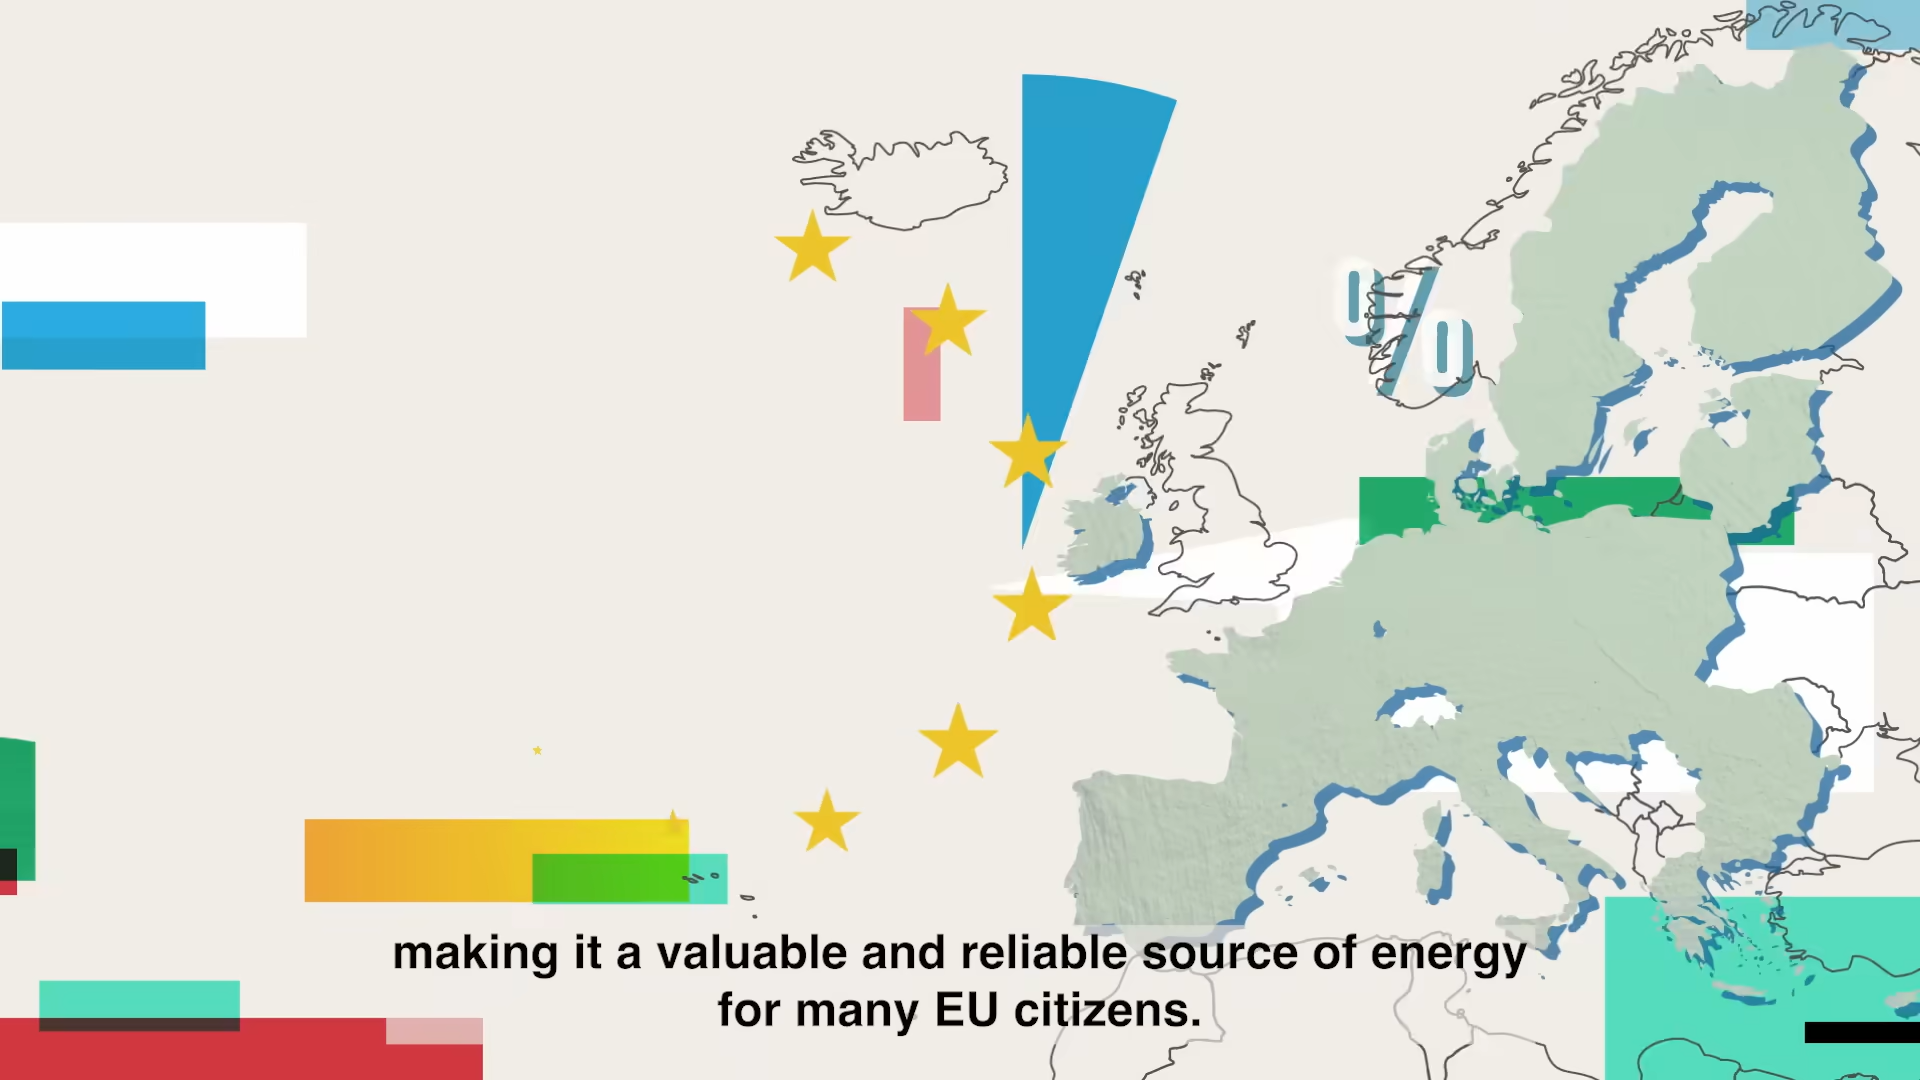 %
making it a valuable and reliable source of energy
for many EU citizens.